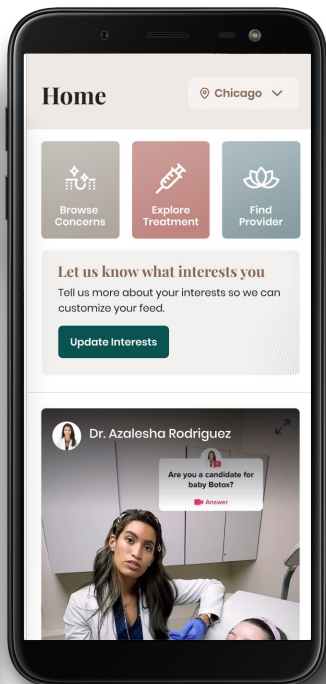 Home
Chicago
Browse
Concerns
Explore
Treatment
Find
Provider
Let us know what interests you
Tell us more about your interests so we can
customize your feed.
Update Interests
Dr. Azalesha Rodriguez
Are you a candidate for
baby Botox?
Answer